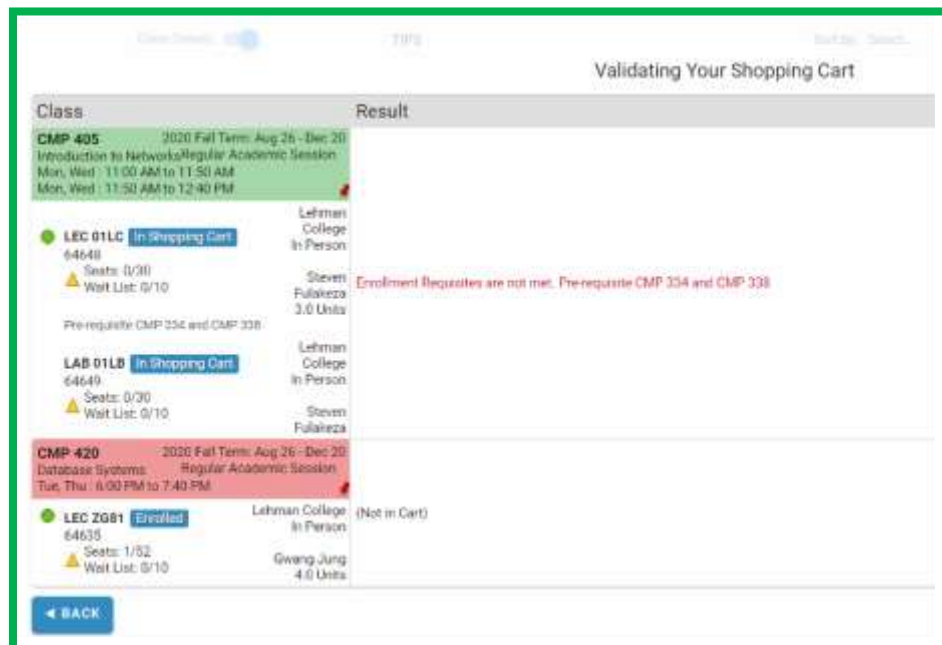 TIPS
Validating Your Shopping Cart
Class Result
CMP 405 2020 Fall Term: Aug 26 - Dec 20
Introduction to Networks Regular Academic Session
Mon, Wed : 11:00 AM to 11:50 AM
Mon, Wed : 11:50 AM to 12:40 PM
LEC 01LC In Shopping Cart
64648
Seats: 0/30
Wait List: 0/10
Lehman
College
In Person
Steven
Fulakeza
3.0 Units
Pre-requisite CMP 334 and CMP 338
Enrollment Requisites are not met. Pre-requisite CMP 334 and CMP 338
LAB 01LB In Shopping Cart
64649
Seats: 0/30
Wait List: 0/10
Lehman
College
In Person
Steven
Fulakeza
CMP 420 2020 Fall Term: Aug 26 - Dec 20
Database Systems Regular Academic Session
Tue, Thu : 6:00 PM to 7:40 PM
LEC ZG81 Enrolled
64635
Seats: 1/52
Wait List: 0/10
Lehman College
In Person
Gwang Jung
4.0 Units
(Not in Cart)
◀ BACK